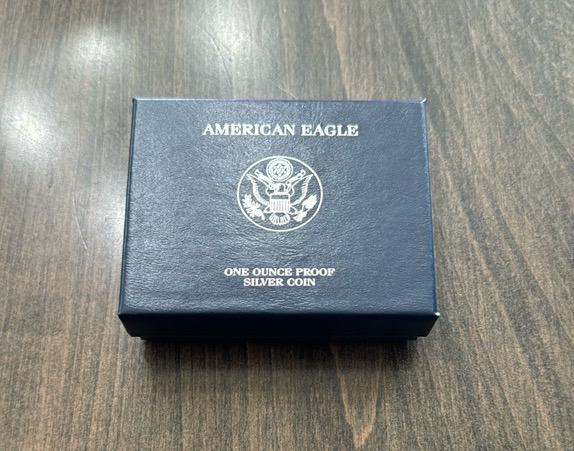 AMERICAN EAGLE
ONE OUNCE PROOF
SILVER COIN